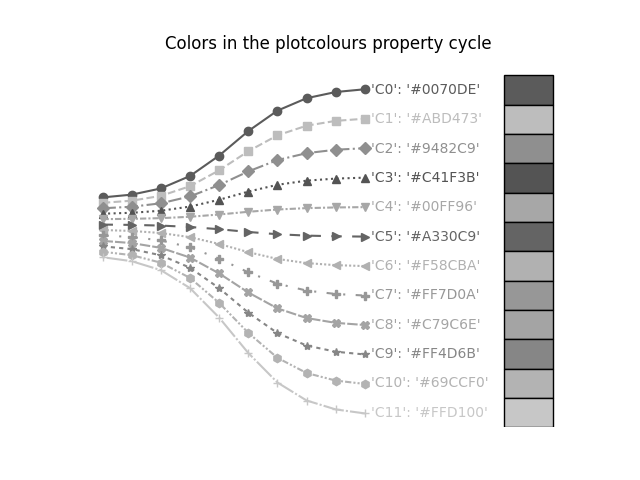 Colors in the plotcolours property cycle
'C0': '#0070DE'
'C1': '#ABD473'
'C2': '#9482C9'
'C3': '#C41F3B'
'C4': '#00FF96'
'C5': '#A330C9'
'C6': '#F58CBA'
'C7': '#FF7D0A'
'C8': '#C79C6E'
'C9': '#FF4D6B'
'C10': '#69CCF0'
'C11': '#FFD100'